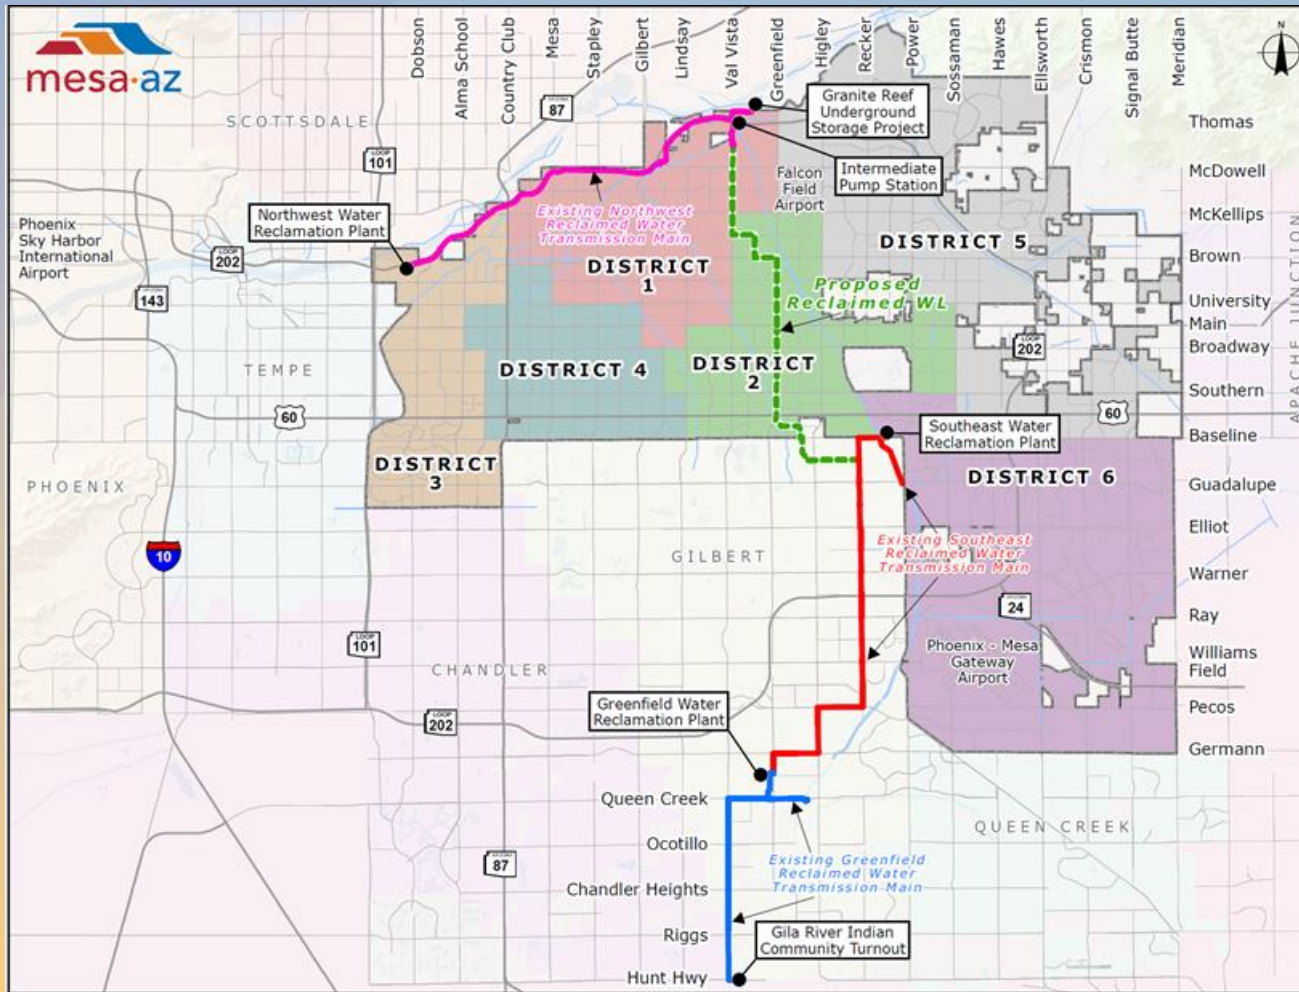 mesa·az
Dobson
Alma School
Country Club
Mesa
Stapley
Gilbert
Lindsay
Val Vista
Greenfield
Higley
Recker
Power
Sossaman
Hawes
Ellsworth
Crismon
Signal Butte
Meridian
N
87
SCOTTSDALE
LOOP
101
Granite Reef
Underground
Storage Project
Intermediate
Pump Station
Thomas
McDowell
McKellips
Brown
University
Main
Broadway
Southern
Baseline
Guadalupe
Elliot
Warner
Ray
Williams
Field
Pecos
Germann
APACHE JUNCTION
Northwest Water
Reclamation Plant
Existing Northwest
Reclaimed Water
Transmission Main
Falcon
Field
Airport
Phoenix
Sky Harbor
International
Airport
LOOP
202
143
DISTRICT
1
DISTRICT 5
Proposed
Reclaimed WL
202
TEMPE
DISTRICT 4
DISTRICT
2
60
60
Southeast Water
Reclamation Plant
DISTRICT
3
DISTRICT 6
PHOENIX
10
GILBERT
Existing Southeast
Reclaimed Water
Transmission Main
24
LOOP
101
CHANDLER
Phoenix - Mesa
Gateway
Airport
Greenfield Water
Reclamation Plant
LOOP
202
Queen Creek
Ocotillo
Chandler Heights
Riggs
Hunt Hwy
QUEEN CREEK
87
Existing Greenfield
Reclaimed Water
Transmission Main
Gila River Indian
Community Turnout